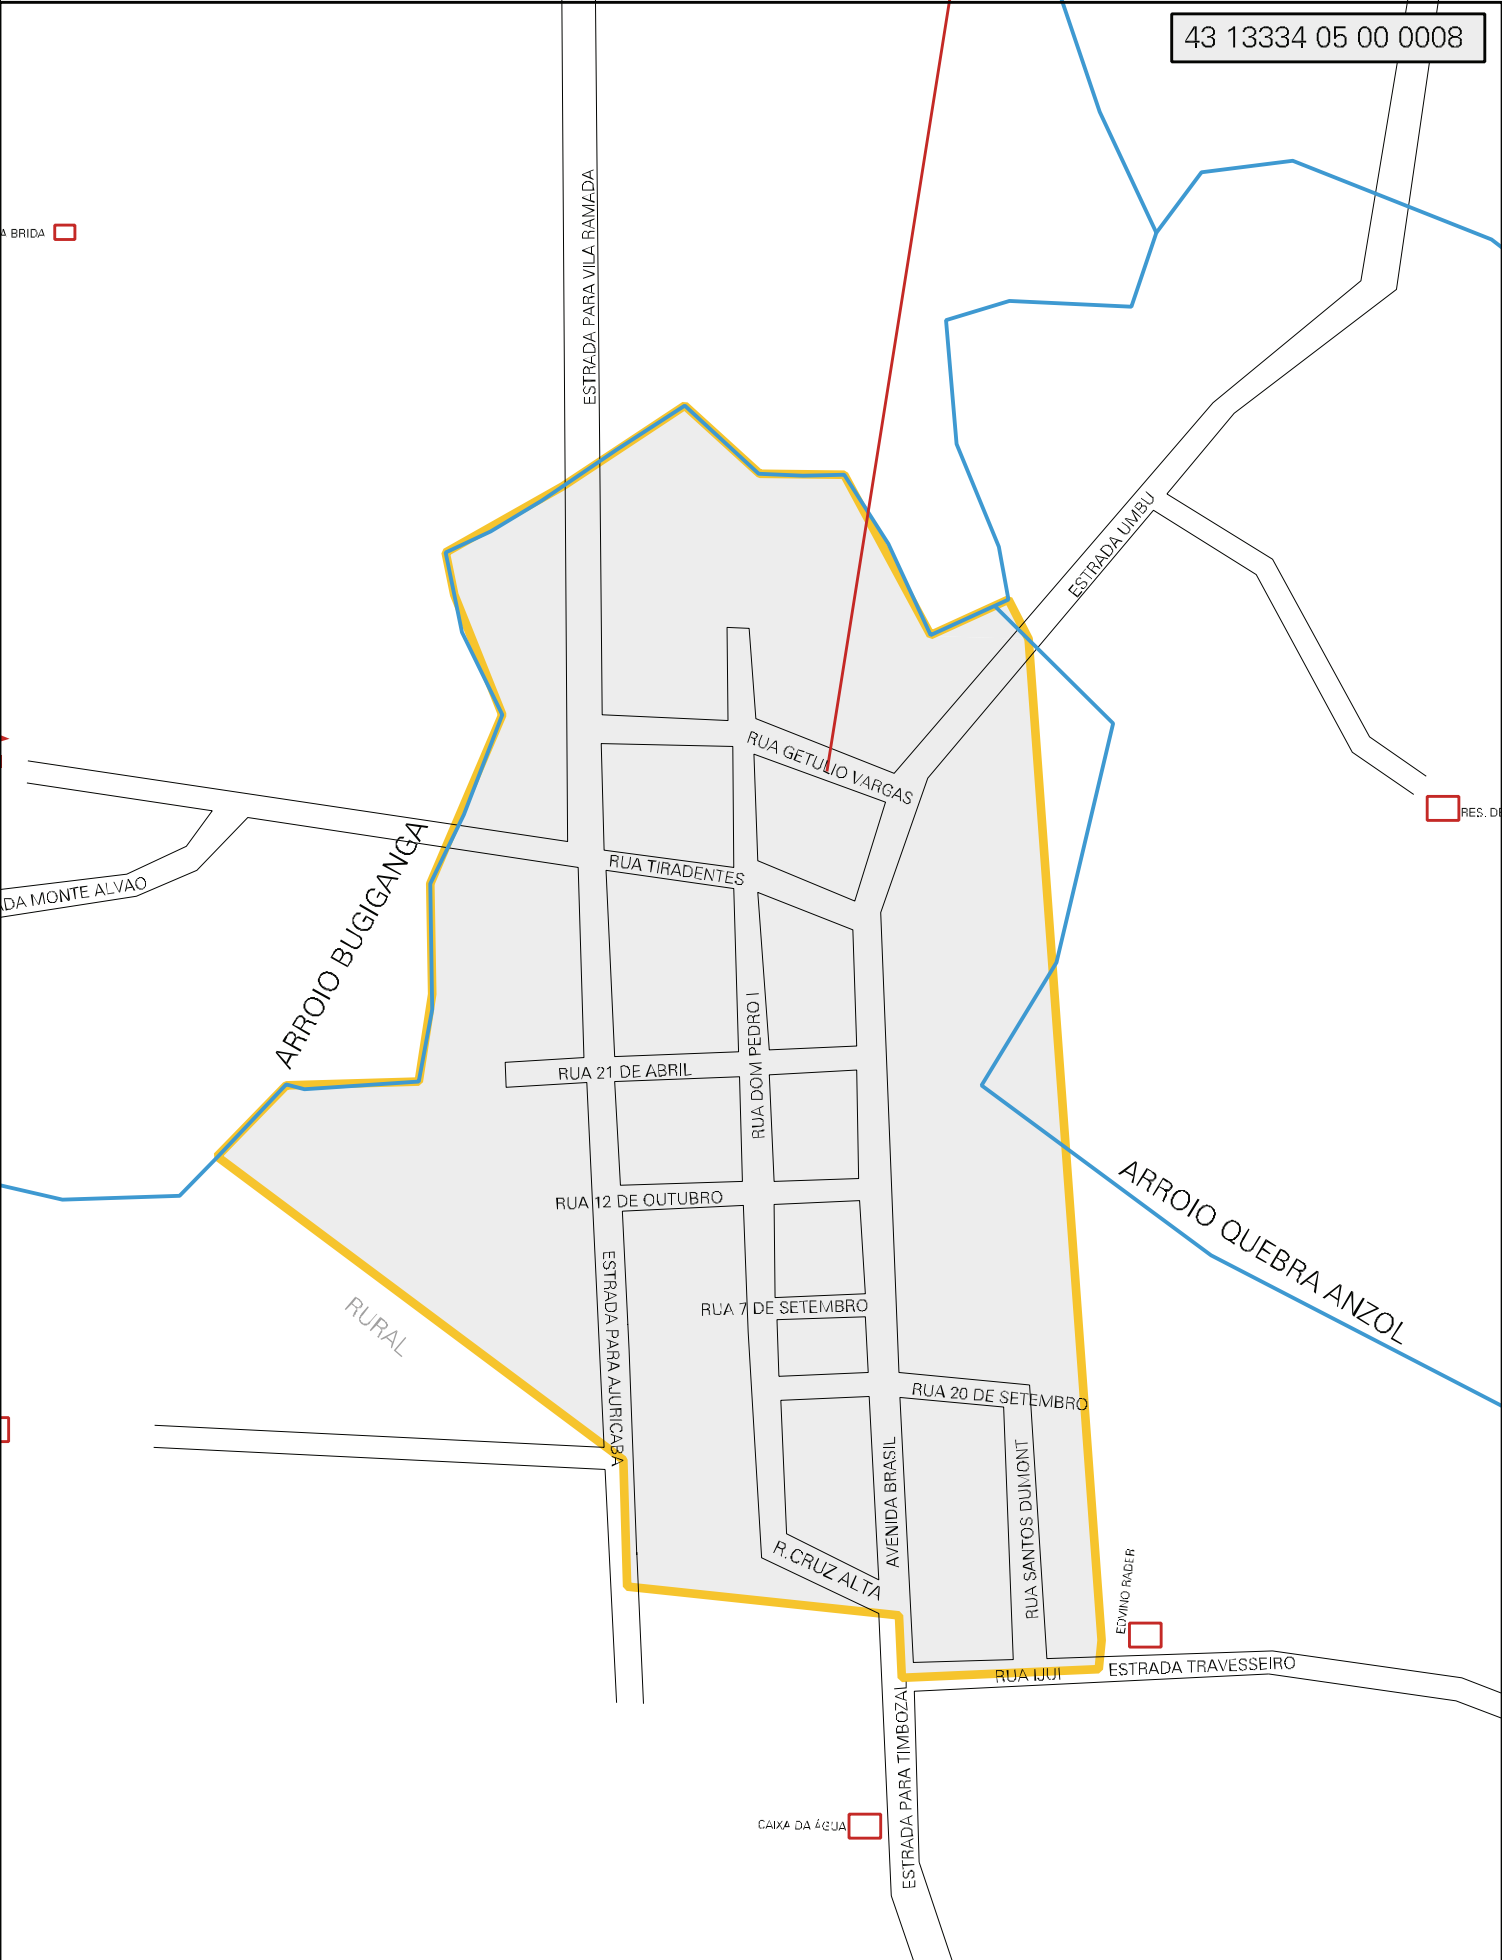 43 13334 05 00 0008
ESTRADA PARA VILA RAMADA
A BRIDA
ESTRADA UMBU
RUA GETULIO VARGAS
RES. DE
RUA TIRADENTES
ADA MONTE ALVAO
ARROIO BUGIGANGA
RUA DOM PEDRO I
RUA 21 DE ABRIL
RUA 12 DE OUTUBRO
ARROIO QUEBRA ANZOL
ESTRADA PARA AJURICABA
RUA 7 DE SETEMBRO
RURAL
RUA 20 DE SETEMBRO
AVENIDA BRASIL
RUA SANTOS DUMONT
R.CRUZ ALTA
EDVINO RADER
RUA IJUI
ESTRADA TRAVESSEIRO
ESTRADA PARA TIMBOZAL
CAIXA DA ÁGUA